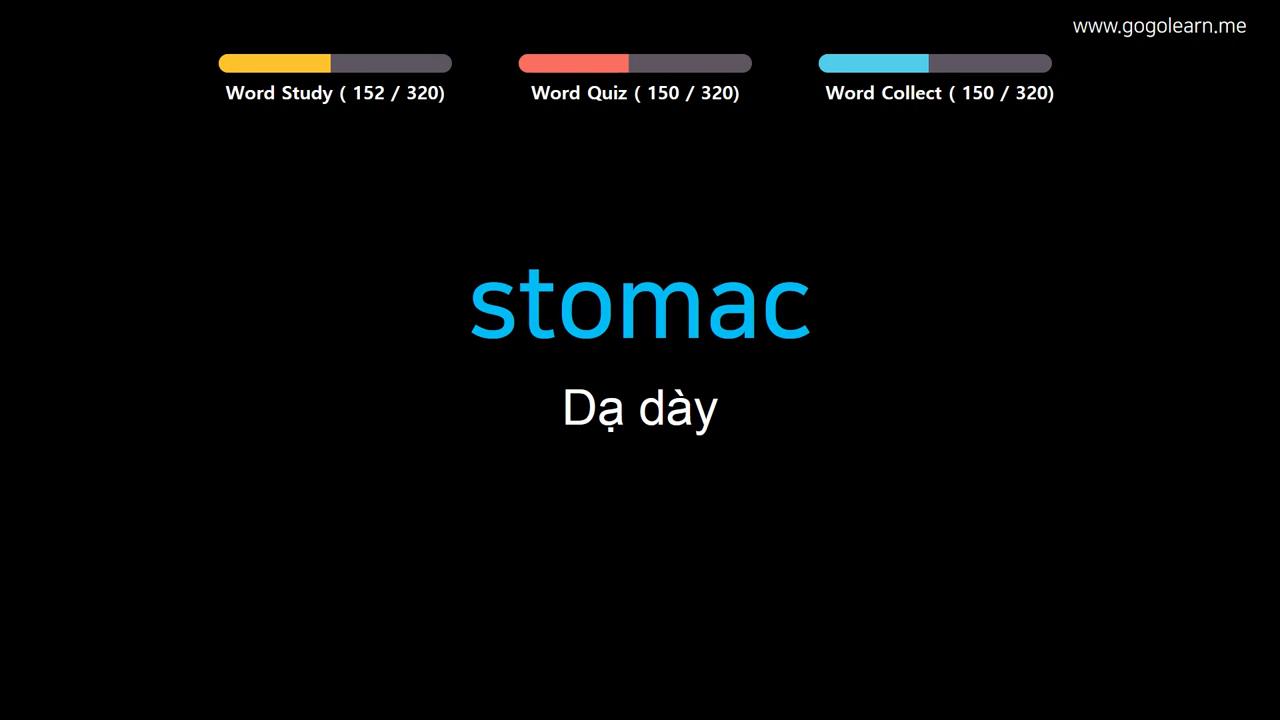 www.gogolearn.me
Word Study ( 152 / 320)
Word Quiz ( 150 / 320)
Word Collect ( 150 / 320)
stomac
Dạ dày